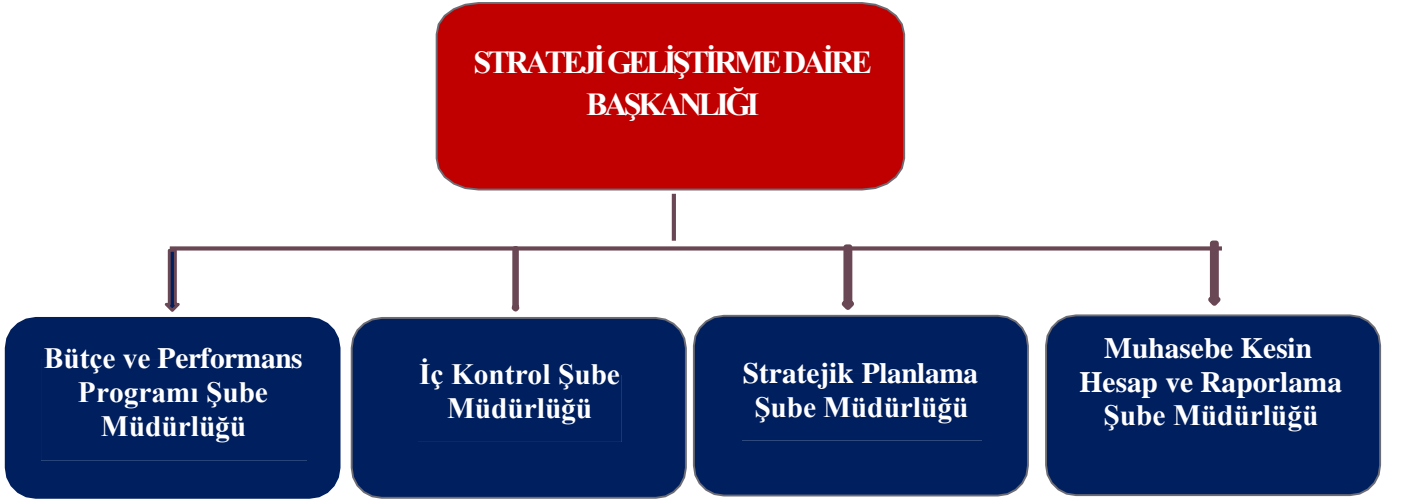 STRATEJİ GELİŞTİRME DAİRE
BAŞKANLIĞI
Bütçe ve Performans
Programı Şube
Müdürlüğü
İç Kontrol Şube
Müdürlüğü
Stratejik Planlama
Şube Müdürlüğü
Muhasebe Kesin
Hesap ve Raporlama
Şube Müdürlüğü